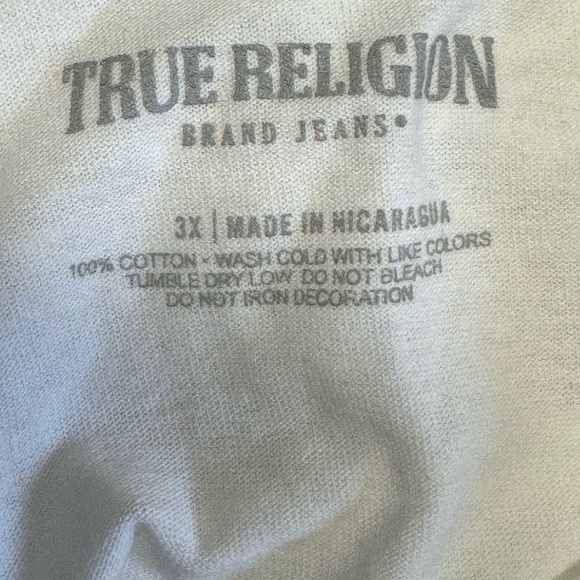 TRUE RELIGION
BRAND JEANS•
3X | MADE IN NICARAGUA
100% COTTON • WASH COLD WITH LIKE COLORS
TUMBLE DRY LOW DO NOT BLEACH
DO NOT IRON DECORATION